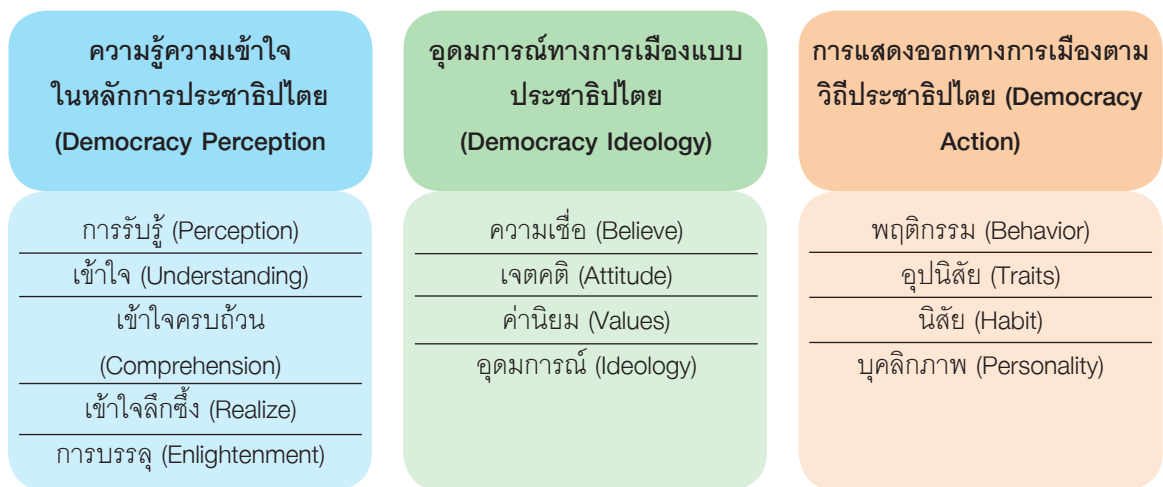 ความรู้ความเข้าใจ
ในหลักการประชาธิปไตย
(Democracy Perception
การรับรู้ (Perception)
เข้าใจ (Understanding)
เข้าใจครบถ้วน
(Comprehension)
เข้าใจลึกซึ้ง (Realize)
การบรรลุ (Enlightenment)
อุดมการณ์ทางการเมืองแบบ
ประชาธิปไตย
(Democracy Ideology)
ความเชื่อ (Believe)
เจตคติ (Attitude)
ค่านิยม (Values)
อุดมการณ์ (Ideology)
การแสดงออกทางการเมืองตาม
วิถีประชาธิปไตย (Democracy
Action)
พฤติกรรม (Behavior)
อุปนิสัย (Traits)
นิสัย (Habit)
บุคลิกภาพ (Personality)